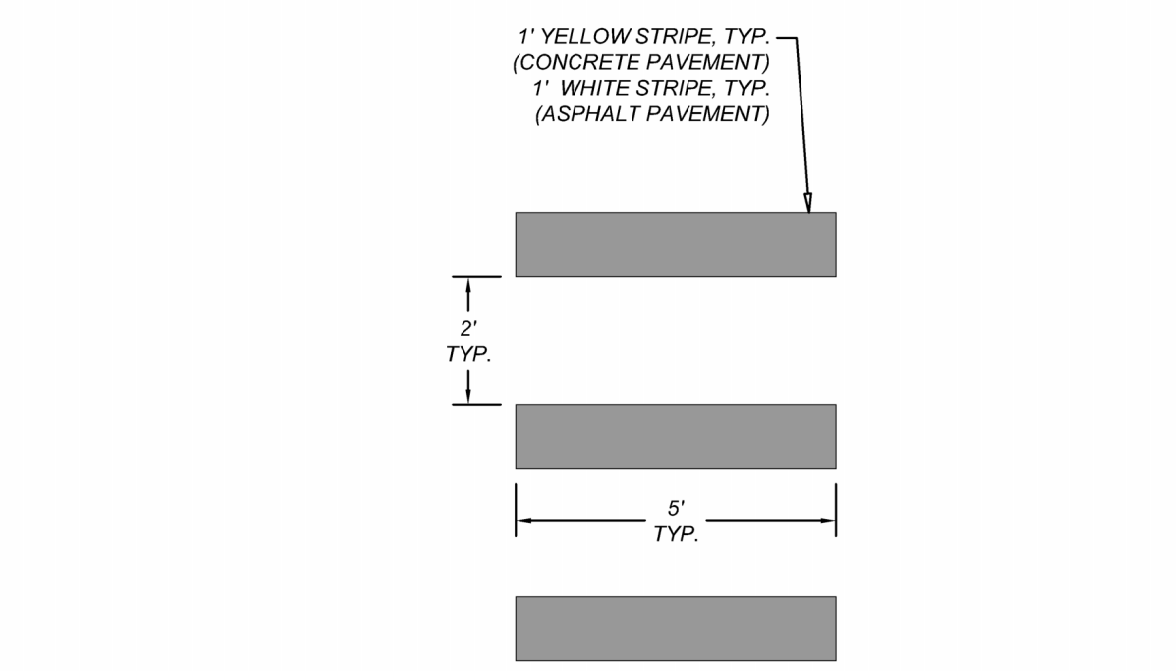 1' YELLOW STRIPE, TYP.
(CONCRETE PAVEMENT)
1' WHITE STRIPE, TYP.
(ASPHALT PAVEMENT)
2'
TYP.
5'
TYP.